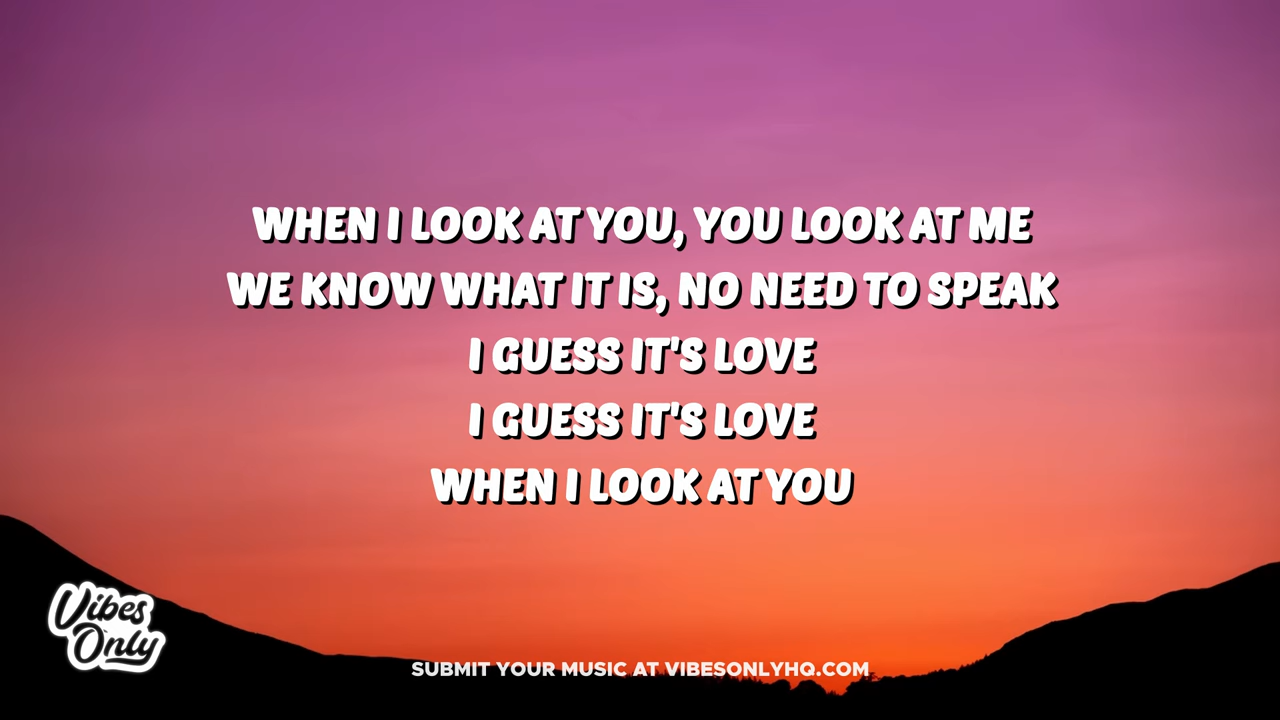 WHEN I LOOK AT YOU, YOU LOOK AT ME
WE KNOW WHAT IT IS, NO NEED TO SPEAK
I GUESS IT'S LOVE
I GUESS IT'S LOVE
WHEN I LOOK AT YOU
Vibes
Only
SUBMIT YOUR MUSIC AT VIBESONLYHQ.COM